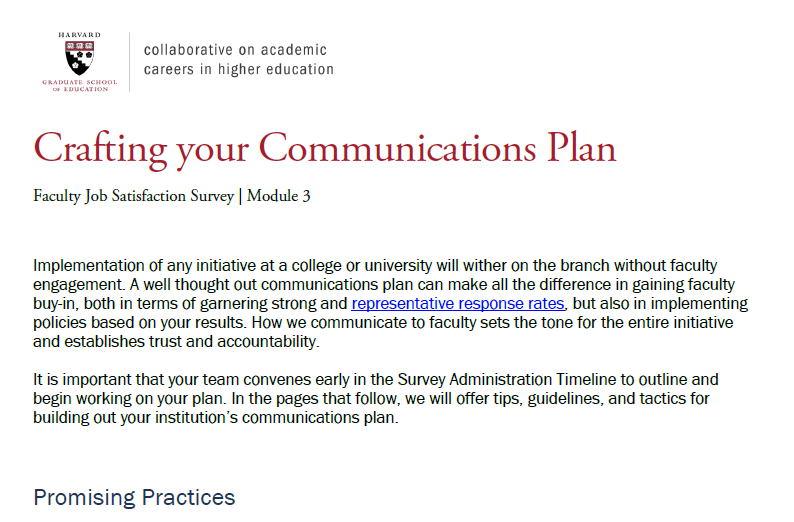 HARVARD
GRADUATE SCHOOL
OF EDUCATION
collaborative on academic
careers in higher education
Crafting your Communications Plan
Faculty Job Satisfaction Survey | Module 3
Implementation of any initiative at a college or university will wither on the branch without faculty
engagement. A well thought out communications plan can make all the difference in gaining faculty
buy-in, both in terms of garnering strong and representative response rates, but also in implementing
policies based on your results. How we communicate to faculty sets the tone for the entire initiative
and establishes trust and accountability.
It is important that your team convenes early in the Survey Administration Timeline to outline and
begin working on your plan. In the pages that follow, we will offer tips, guidelines, and tactics for
building out your institution’s communications plan.
Promising Practices